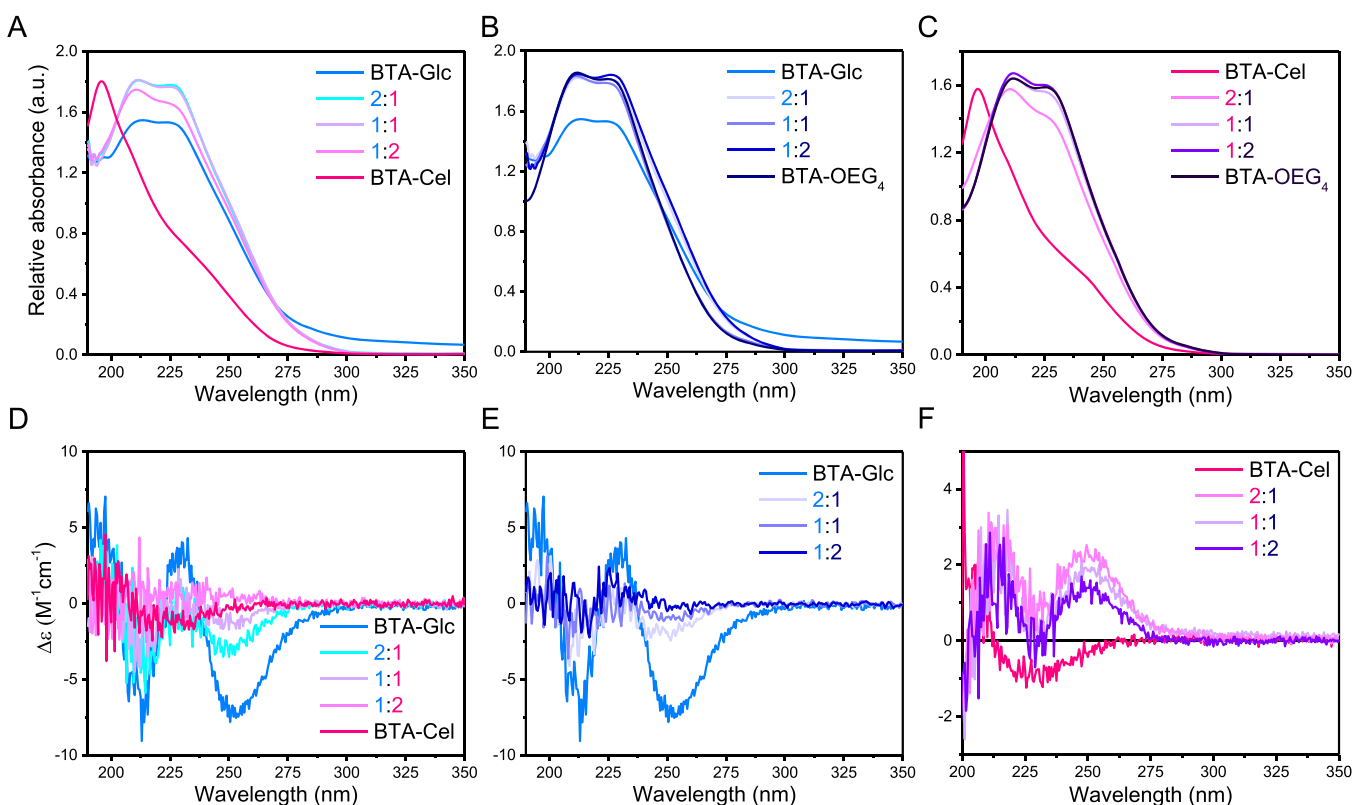 A
Relative absorbance (a.u.)
2.0
1.6
1.2
0.8
0.4
0.0
BTA-Glc
2:1
1:1
1:2
BTA-Cel
200 225 250 275 300 325 350
Wavelength (nm)
B
2.0
1.6
1.2
0.8
0.4
0.0
BTA-Glc
2:1
1:1
1:2
BTA-OEG₄
200 225 250 275 300 325 350
Wavelength (nm)
C
1.6
1.2
0.8
0.4
0.0
BTA-Cel
2:1
1:1
1:2
BTA-OEG₄
200 225 250 275 300 325 350
Wavelength (nm)
D
Δε (M⁻¹cm⁻¹)
10
5
0
-5
-10
BTA-Glc
2:1
1:1
1:2
BTA-Cel
200 225 250 275 300 325 350
Wavelength (nm)
E
10
5
0
-5
-10
BTA-Glc
2:1
1:1
1:2
200 225 250 275 300 325 350
Wavelength (nm)
F
4
2
0
-2
BTA-Cel
2:1
1:1
1:2
200 225 250 275 300 325 350
Wavelength (nm)